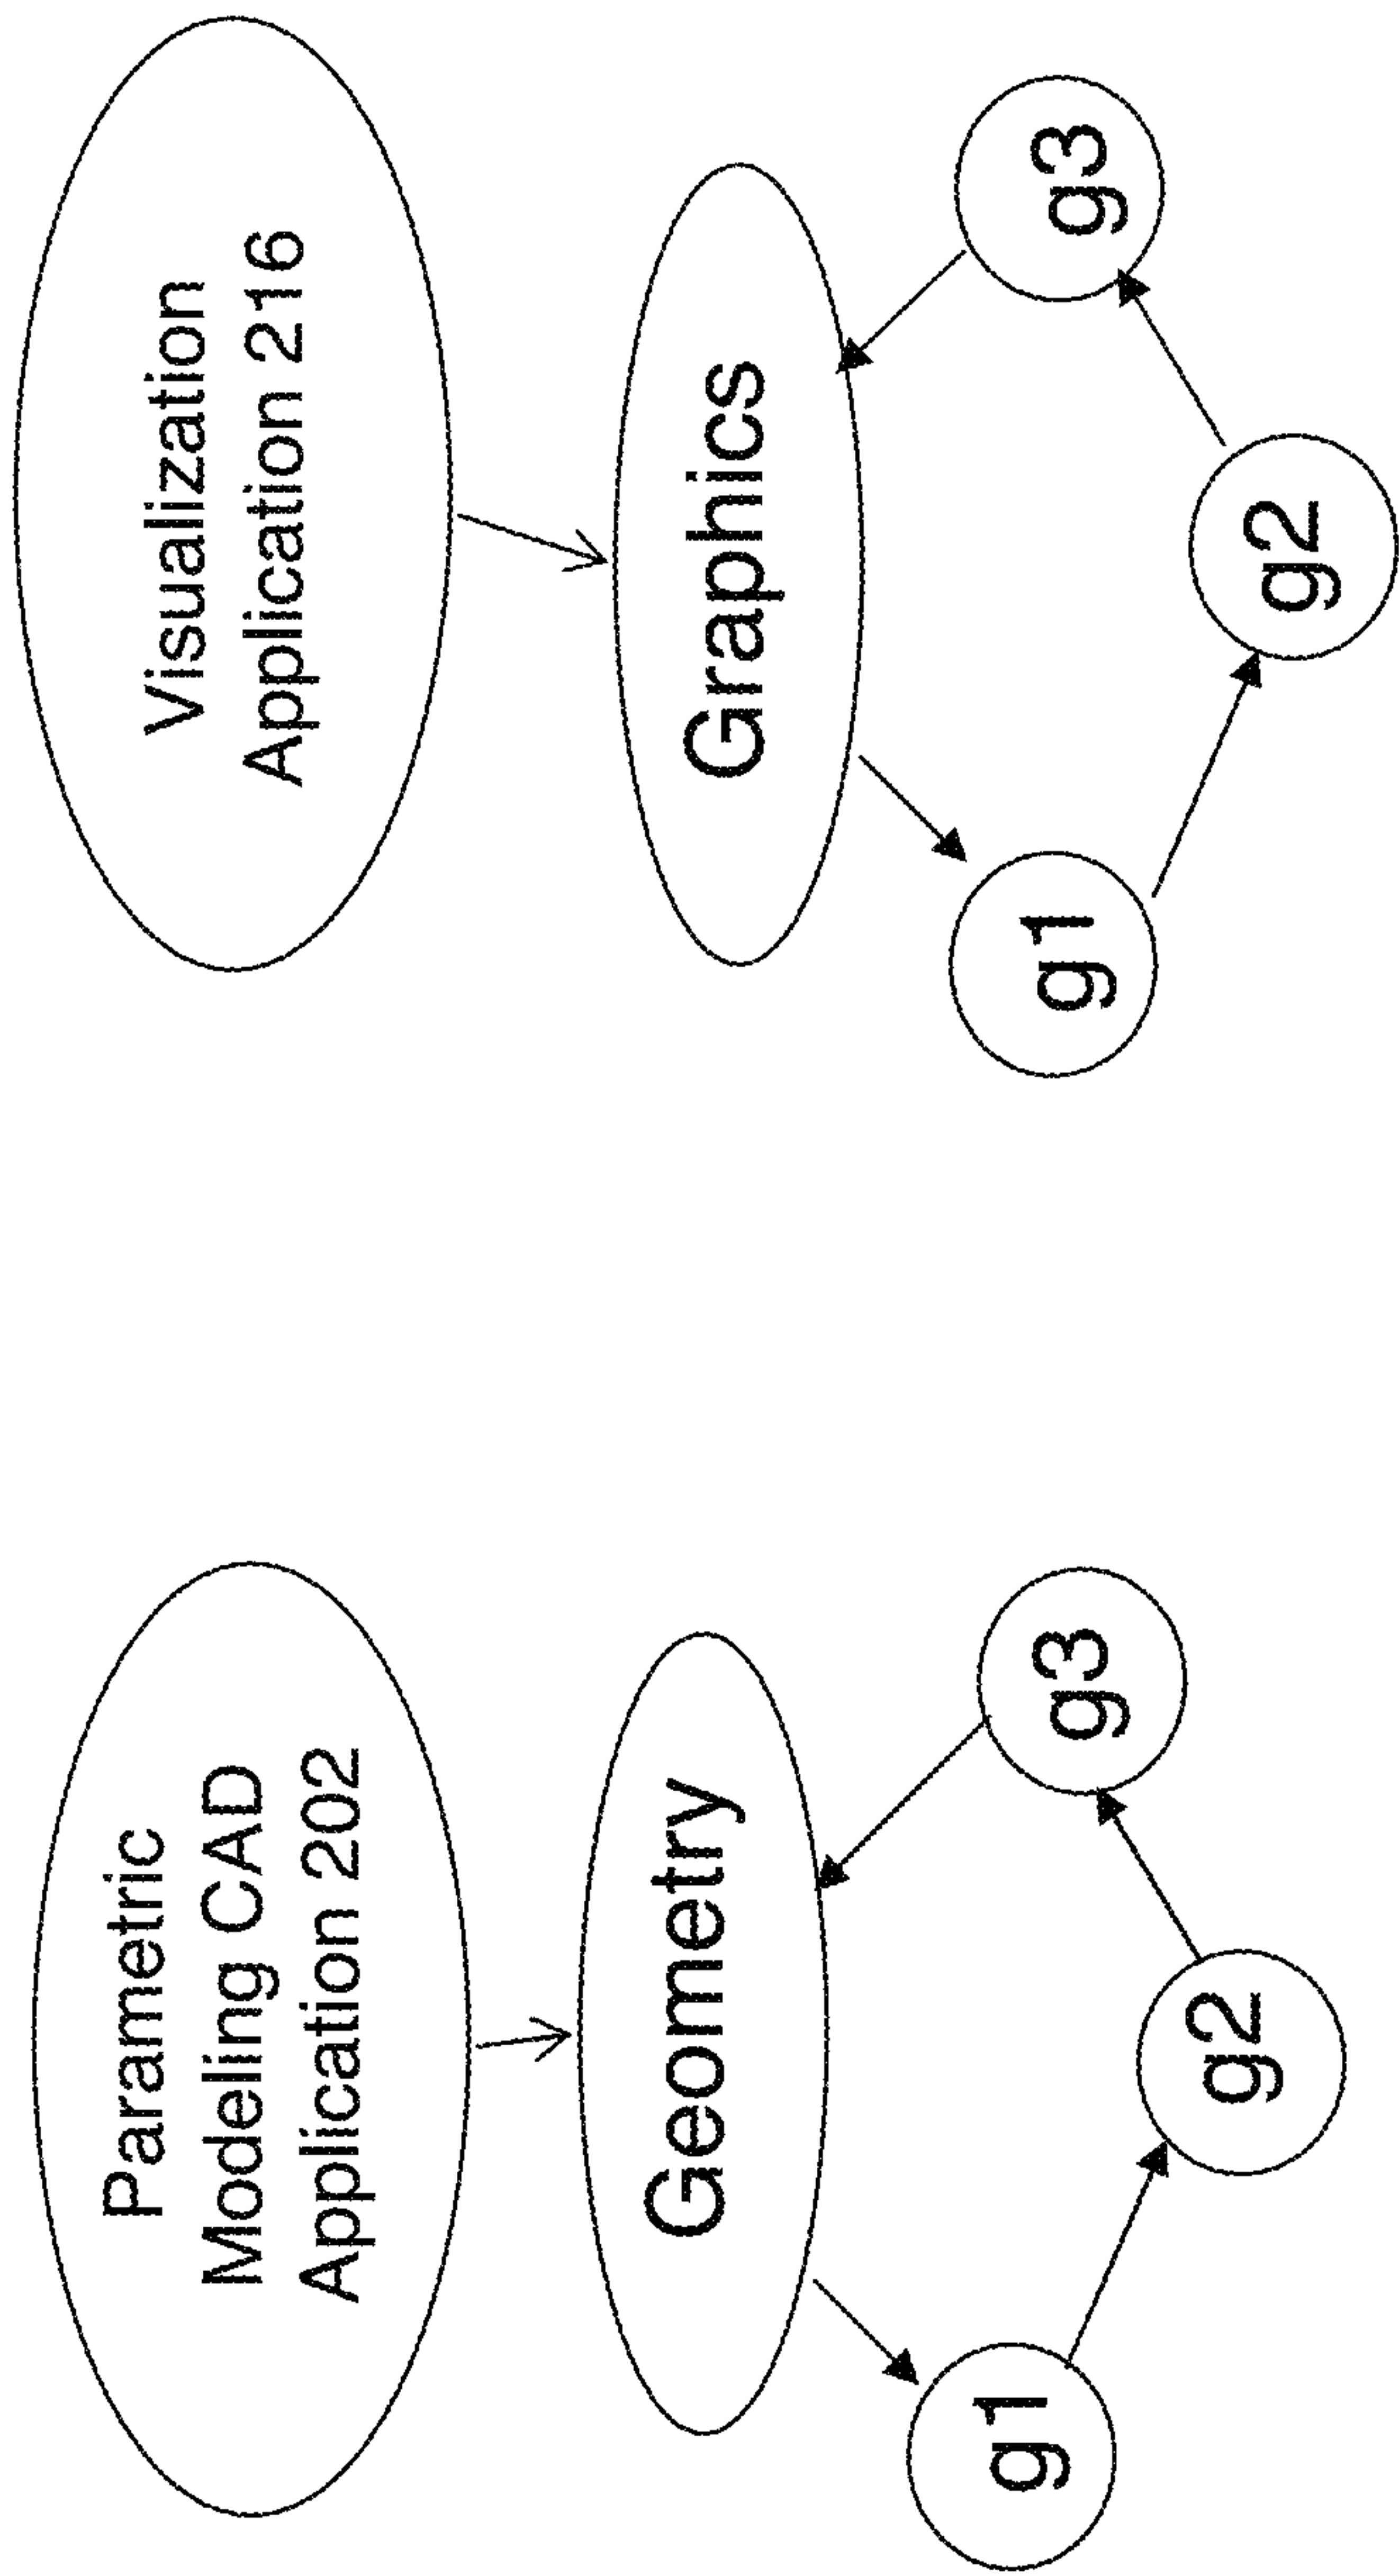 Parametric
Modeling CAD
Application 202
Geometry
g1
g2
g3
Visualization
Application 216
Graphics
g1
g2
g3